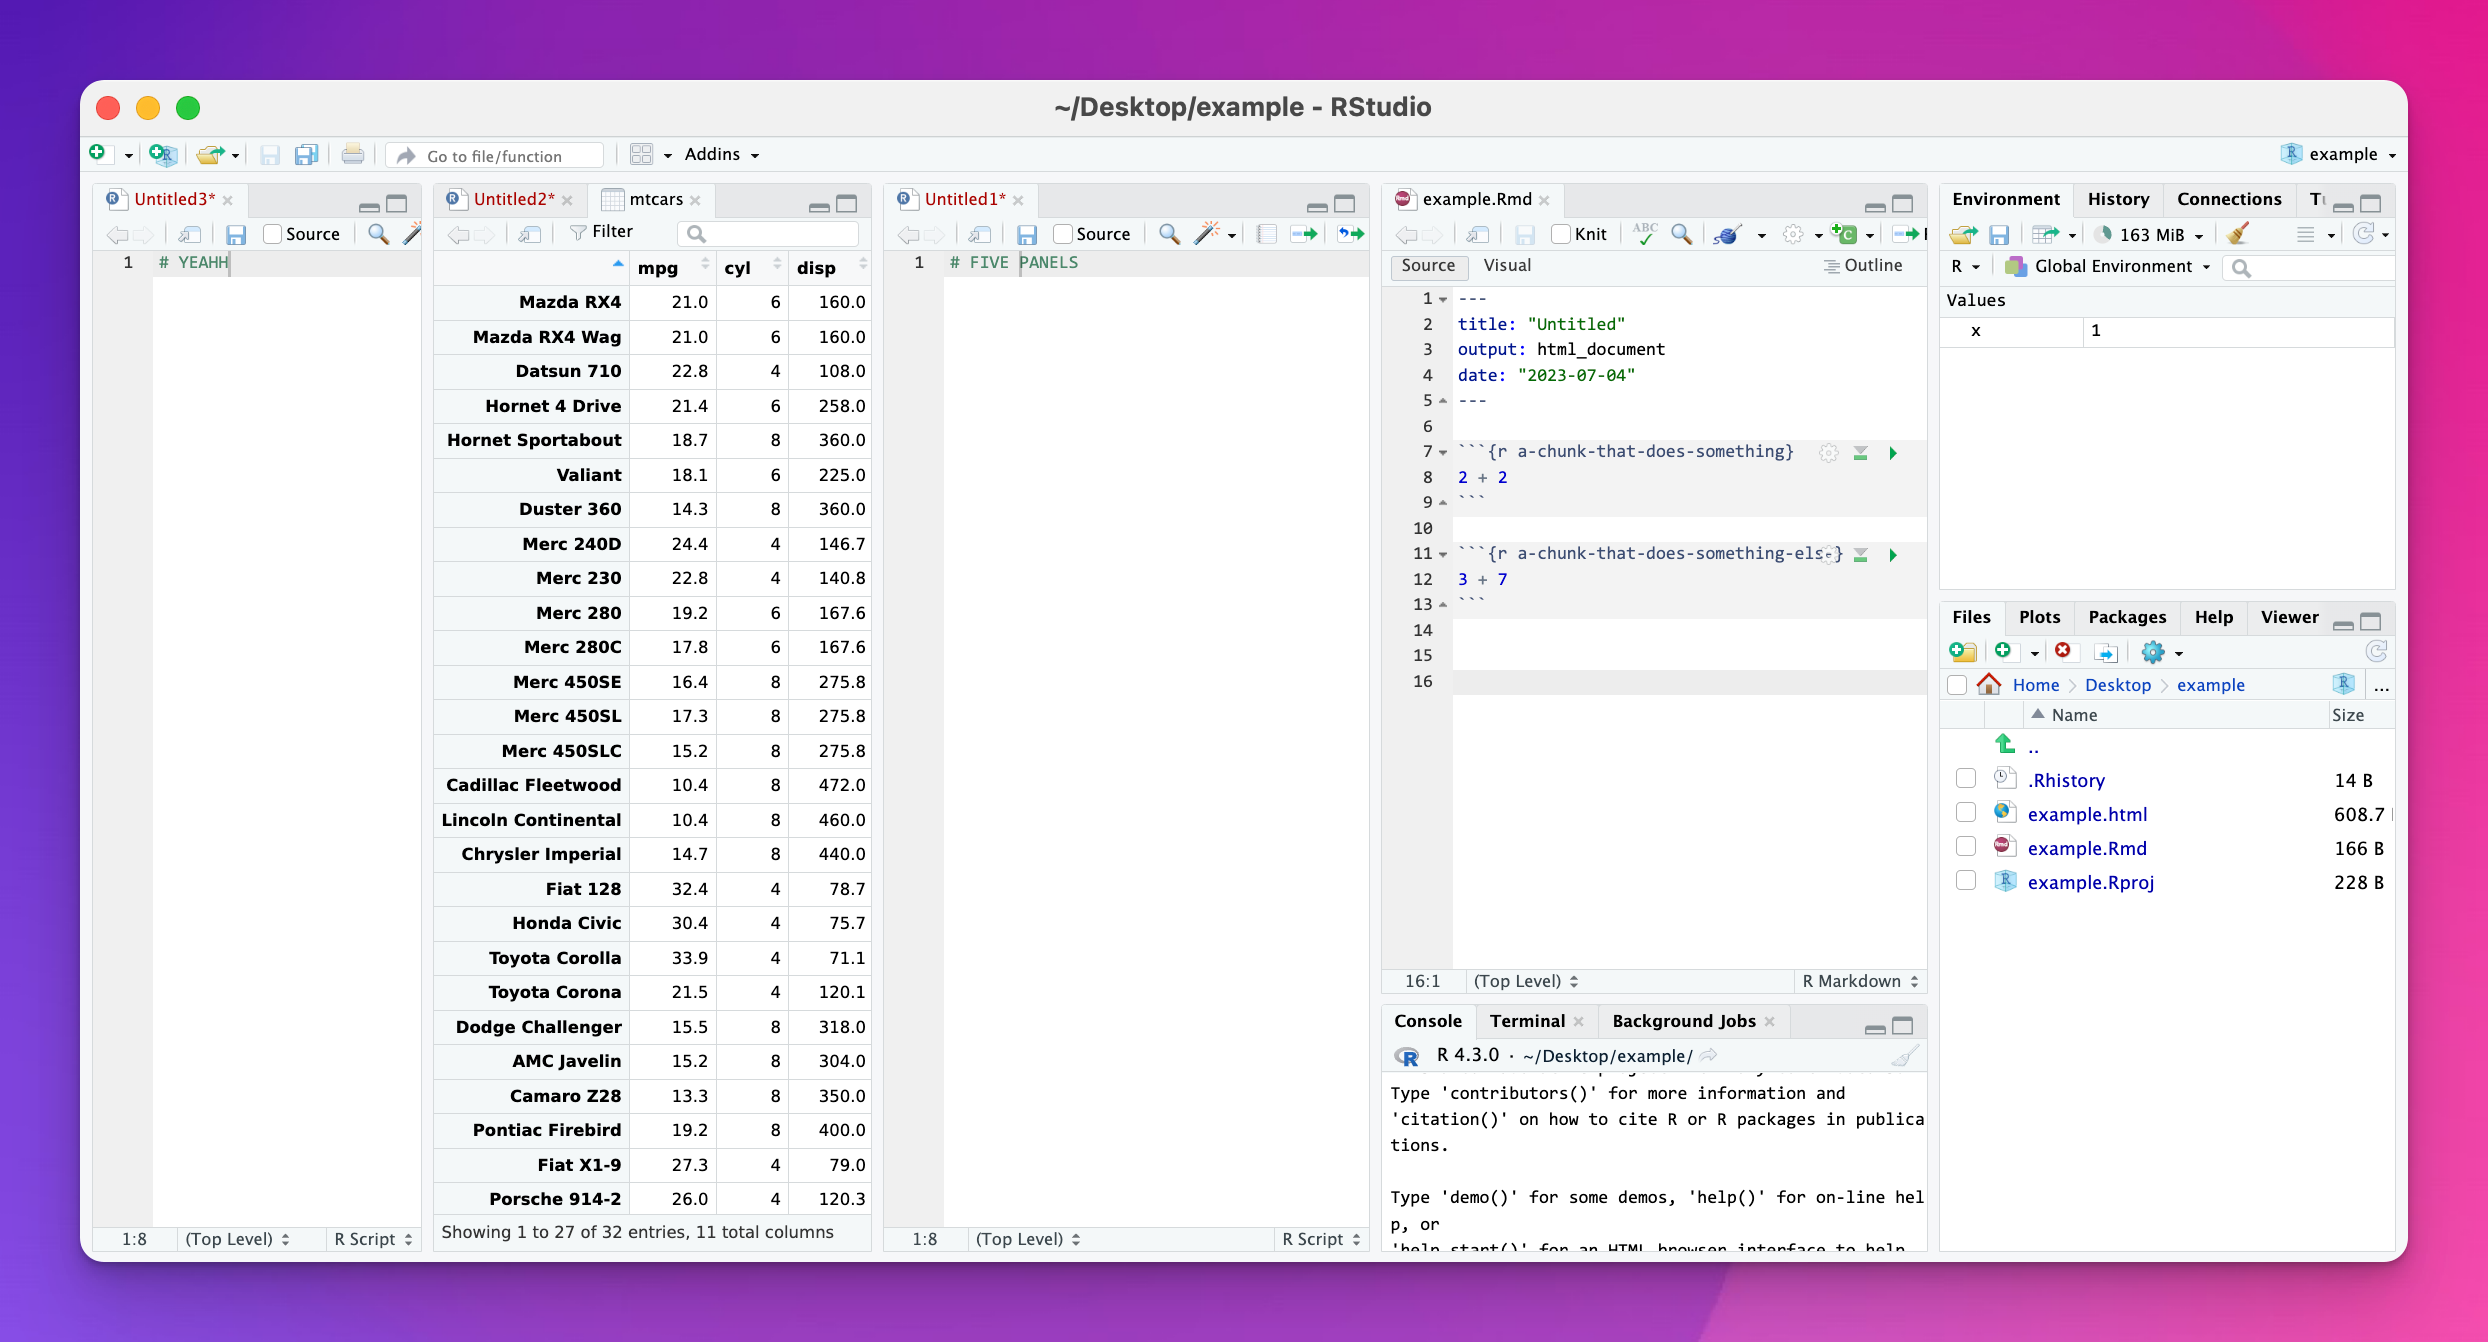 ~/Desktop/example - RStudio
Go to file/function
Addins
example
Untitled3*
Source
1 # YEAHH
1:8 (Top Level) R Script
Untitled2* mtcars
Filter
mpg cyl disp
Mazda RX4 21.0 6 160.0
Mazda RX4 Wag 21.0 6 160.0
Datsun 710 22.8 4 108.0
Hornet 4 Drive 21.4 6 258.0
Hornet Sportabout 18.7 8 360.0
Valiant 18.1 6 225.0
Duster 360 14.3 8 360.0
Merc 240D 24.4 4 146.7
Merc 230 22.8 4 140.8
Merc 280 19.2 6 167.6
Merc 280C 17.8 6 167.6
Merc 450SE 16.4 8 275.8
Merc 450SL 17.3 8 275.8
Merc 450SLC 15.2 8 275.8
Cadillac Fleetwood 10.4 8 472.0
Lincoln Continental 10.4 8 460.0
Chrysler Imperial 14.7 8 440.0
Fiat 128 32.4 4 78.7
Honda Civic 30.4 4 75.7
Toyota Corolla 33.9 4 71.1
Toyota Corona 21.5 4 120.1
Dodge Challenger 15.5 8 318.0
AMC Javelin 15.2 8 304.0
Camaro Z28 13.3 8 350.0
Pontiac Firebird 19.2 8 400.0
Fiat X1-9 27.3 4 79.0
Porsche 914-2 26.0 4 120.3
Showing 1 to 27 of 32 entries, 11 total columns
Untitled1*
Source
1 # FIVE PANELS
1:8 (Top Level) R Script
example.Rmd
Knit
ABC
Source Visual Outline
1 ---
2 title: "Untitled"
3 output: html_document
4 date: "2023-07-04"
5 ---
6
7 ```{r a-chunk-that-does-something}
8 2 + 2
9 ```
10
11 ```{r a-chunk-that-does-something-else}
12 3 + 7
13 ```
14
15
16
16:1 (Top Level) R Markdown
Console Terminal Background Jobs
R 4.3.0 · ~/Desktop/example/
Type 'contributors()' for more information and
'citation()' on how to cite R or R packages in publica
tions.
Type 'demo()' for some demos, 'help()' for on-line hel
p, or
'help.start()' for an HTML browser interface to help.
Environment History Connections
163 MiB
R Global Environment
Values
x 1
Files Plots Packages Help Viewer
Home Desktop example ...
Name Size
..
.Rhistory 14 B
example.html 608.7
example.Rmd 166 B
example.Rproj 228 B